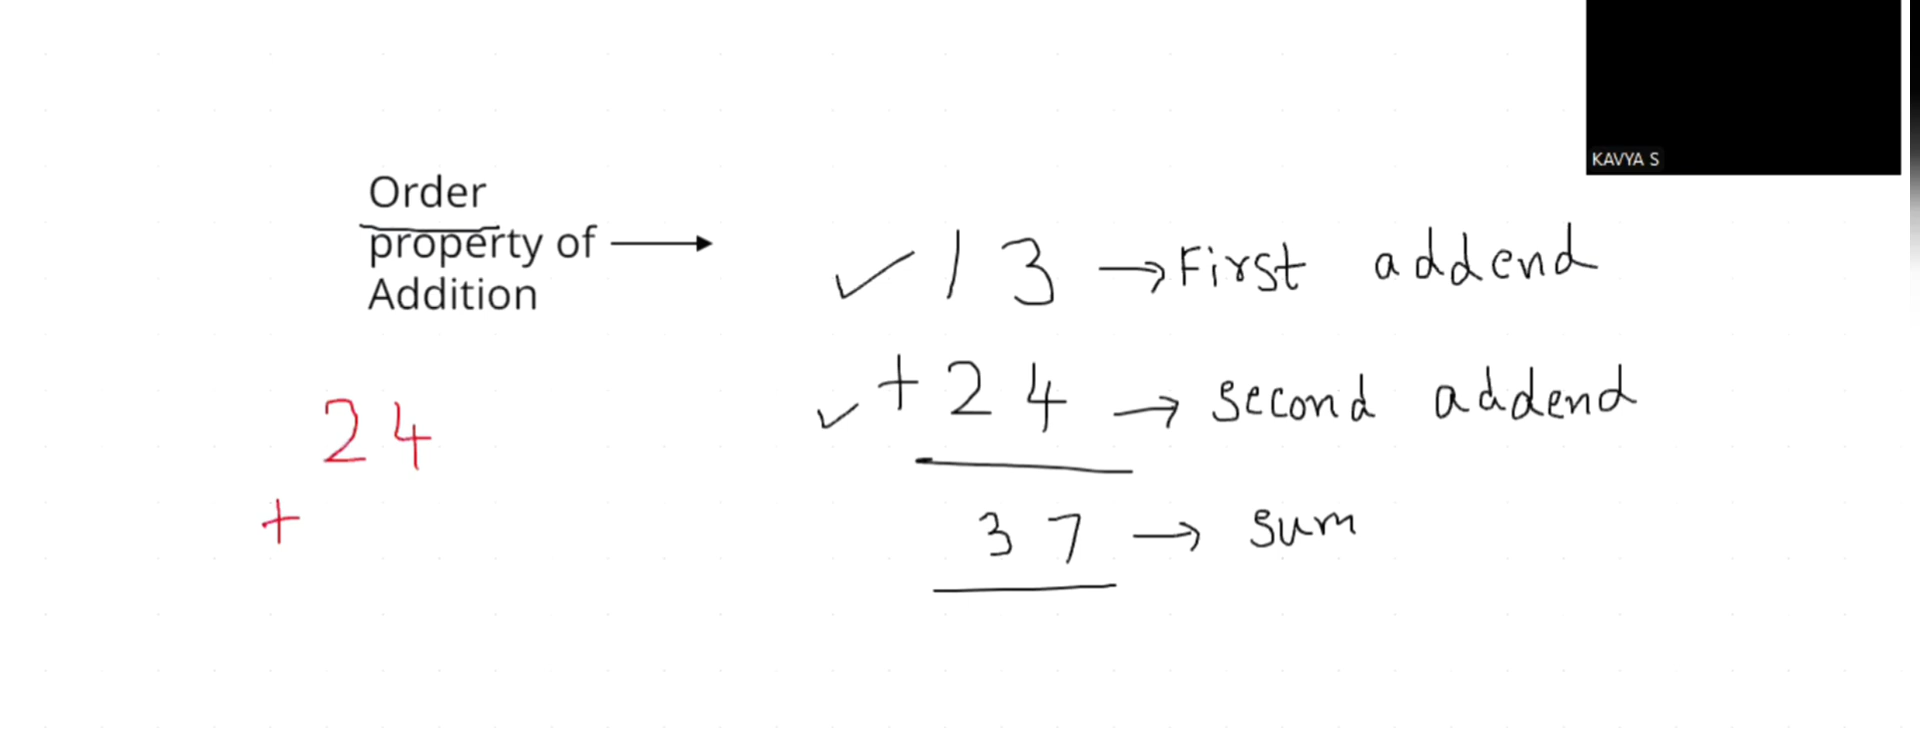 KAVYA S
Order
property of →
Addition
✓ 13 → First addend
✓ + 24 → second addend
37 → sum
24
+